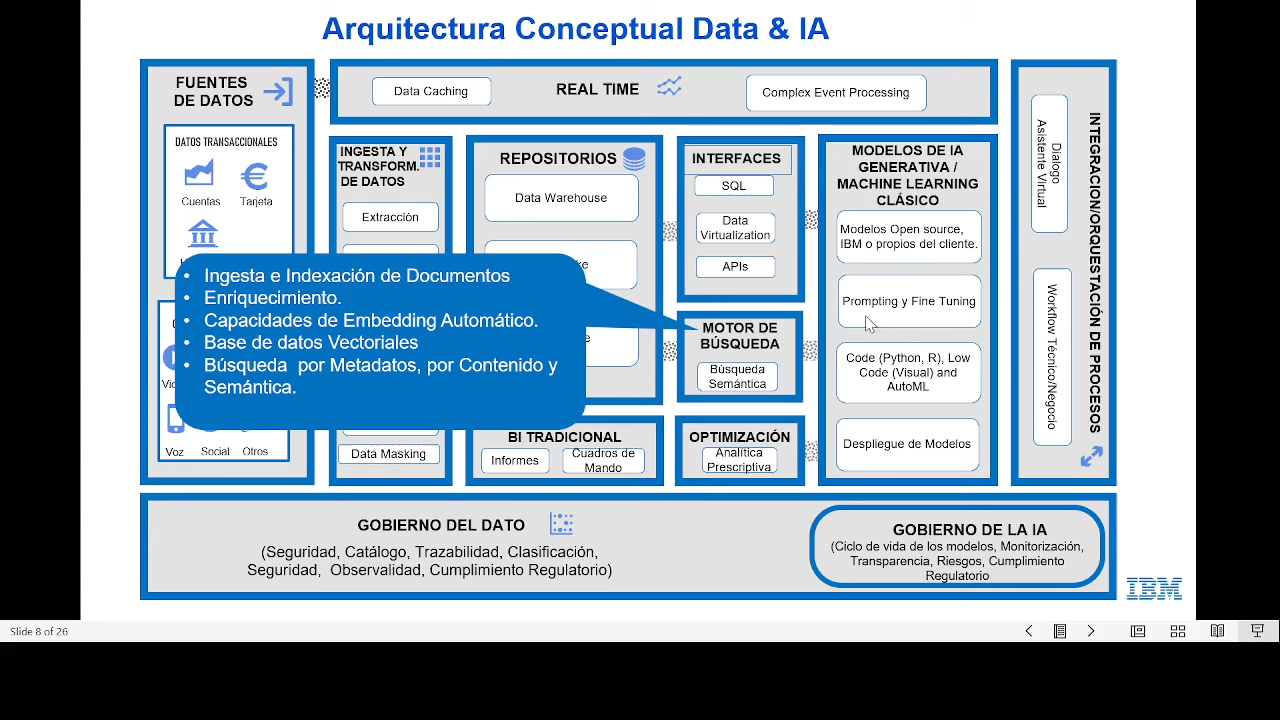 Arquitectura Conceptual Data & IA
FUENTES
DE DATOS
DATOS TRANSACCIONALES
Cuentas
Tarjeta
Voz
Social
Otros
REAL TIME
Data Caching
Complex Event Processing
INGESTA Y
TRANSFORM.
DE DATOS
Extracción
Data Masking
REPOSITORIOS
Data Warehouse
• Ingesta e Indexación de Documentos
• Enriquecimiento.
• Capacidades de Embedding Automático.
• Base de datos Vectoriales
• Búsqueda por Metadatos, por Contenido y
Semántica.
BI TRADICIONAL
Informes
Cuadros de
Mando
INTERFACES
SQL
Data
Virtualization
APIs
MOTOR DE
BÚSQUEDA
Búsqueda
Semántica
OPTIMIZACIÓN
Analítica
Prescriptiva
MODELOS DE IA
GENERATIVA /
MACHINE LEARNING
CLÁSICO
Modelos Open source,
IBM o propios del cliente.
Prompting y Fine Tuning
Code (Python, R), Low
Code (Visual) and
AutoML
Despliegue de Modelos
INTEGRACION/ORQUESTACIÓN DE PROCESOS
Dialogo
Asistente Virtual
Workflow Técnico/Negocio
GOBIERNO DEL DATO
(Seguridad, Catálogo, Trazabilidad, Clasificación,
Seguridad, Observalidad, Cumplimiento Regulatorio)
GOBIERNO DE LA IA
(Ciclo de vida de los modelos, Monitorización,
Transparencia, Riesgos, Cumplimiento
Regulatorio
IBM
Slide 8 of 26